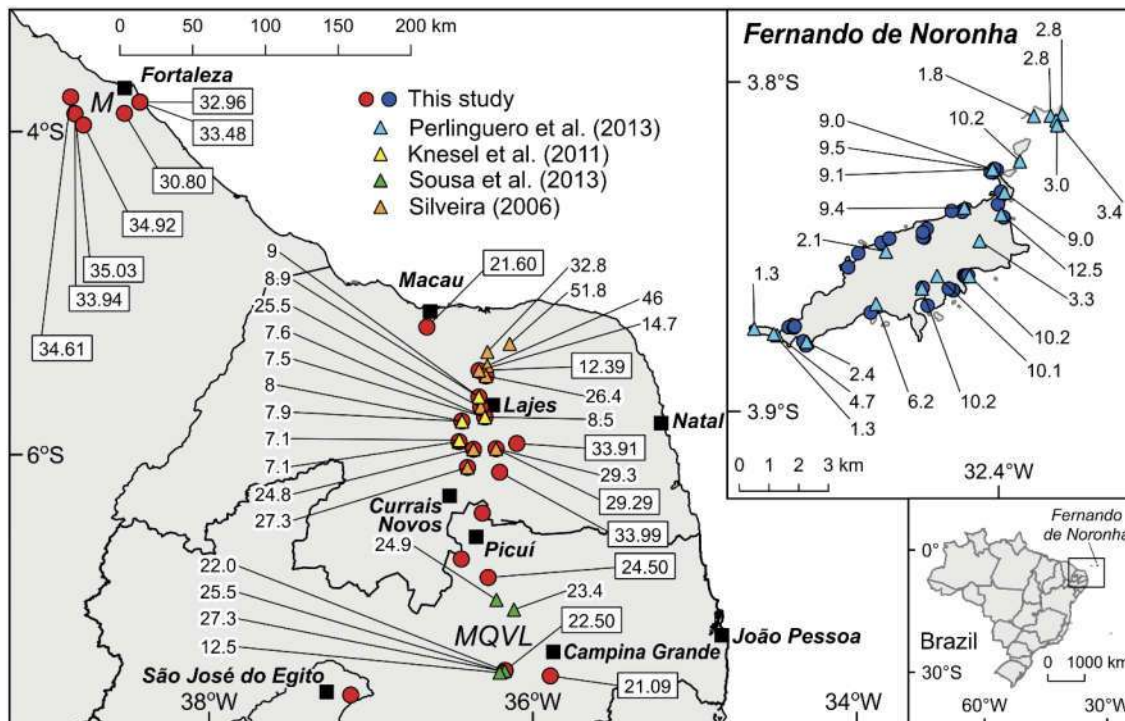 0 50 100 200 km
Fortaleza
M
32.96
33.48
4°S
30.80
34.92
35.03
33.94
34.61
This study
Perlinguero et al. (2013)
Knesel et al. (2011)
Sousa et al. (2013)
Silveira (2006)
9
8.9
25.5
7.6
7.5
8
7.9
7.1
7.1
24.8
27.3
Macau
21.60
32.8
51.8
46
14.7
12.39
26.4
Lajes
8.5
Natal
33.91
29.3
29.29
33.99
6°S
Currais
Novos
24.9
Picuí
24.50
23.4
22.0
25.5
27.3
12.5
MQVL
22.50
João Pessoa
Campina Grande
São José do Egito
21.09
38°W
36°W
34°W
Fernando de Noronha
2.8
2.8
1.8
3.8°S
10.2
9.0
9.5
9.1
3.0
3.4
9.4
9.0
2.1
12.5
1.3
3.3
10.2
10.1
2.4
4.7
6.2
10.2
1.3
3.9°S
0 1 2 3 km
32.4°W
Fernando
de Noronha
0°
Brazil
0 1000 km
30°S
60°W
30°W